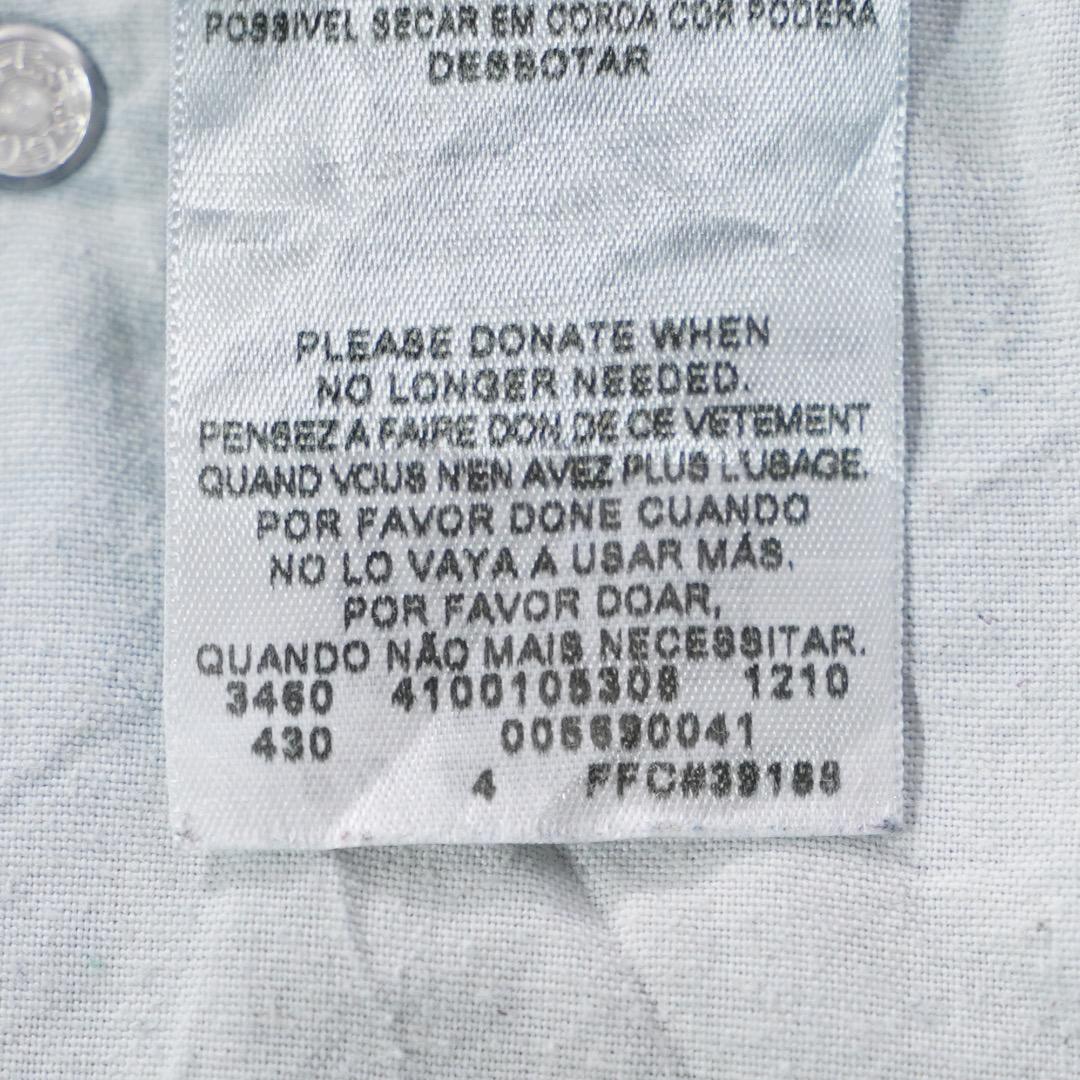 POSSIVEL SECAR EM CORDA COR PODERA
DESBOTAR
PLEASE DONATE WHEN
NO LONGER NEEDED.
PENSEZ A FAIRE DON DE CE VETEMENT
QUAND VOUS N'EN AVEZ PLUS L'USAGE.
POR FAVOR DONE CUANDO
NO LO VAYA A USAR MÁS.
POR FAVOR DOAR,
QUANDO NÃO MAIS NECESSITAR.
3460 4100105308 1210
430 005690041
4 FFC#39188